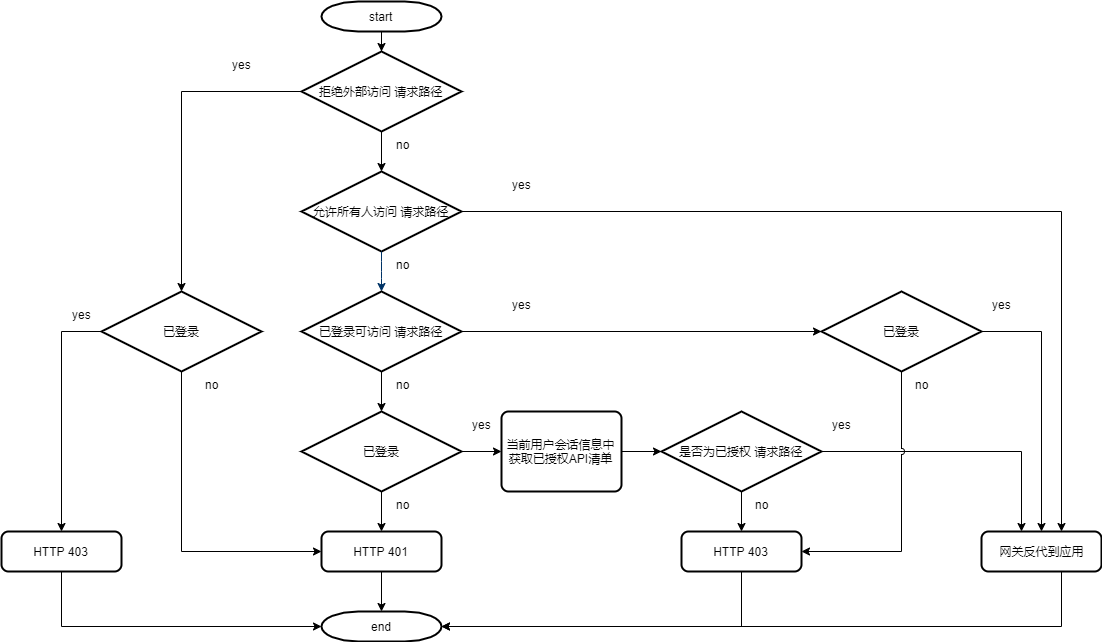 start
yes
拒绝外部访问 请求路径
no
yes
允许所有人访问 请求路径
no
yes
已登录
no
已登录可访问 请求路径
yes
no
已登录
yes
no
已登录
yes
no
当前用户会话信息中
获取已授权API清单
是否为已授权 请求路径
yes
no
HTTP 403
HTTP 401
HTTP 403
网关反代到应用
end